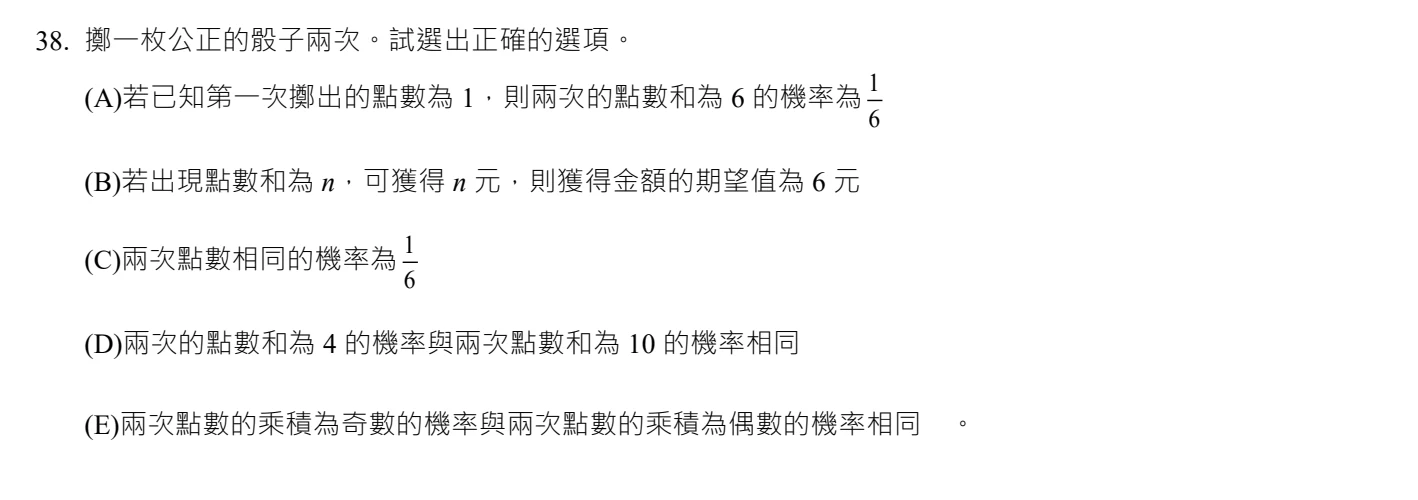 38. 擲一枚公正的骰子兩次。試選出正確的選項。
(A)若已知第一次擲出的點數為 1，則兩次的點數和為 6 的機率為 1/6
(B)若出現點數和為 n，可獲得 n 元，則獲得金額的期望值為 6 元
(C)兩次點數相同的機率為 1/6
(D)兩次的點數和為 4 的機率與兩次點數和為 10 的機率相同
(E)兩次點數的乘積為奇數的機率與兩次點數的乘積為偶數的機率相同 。